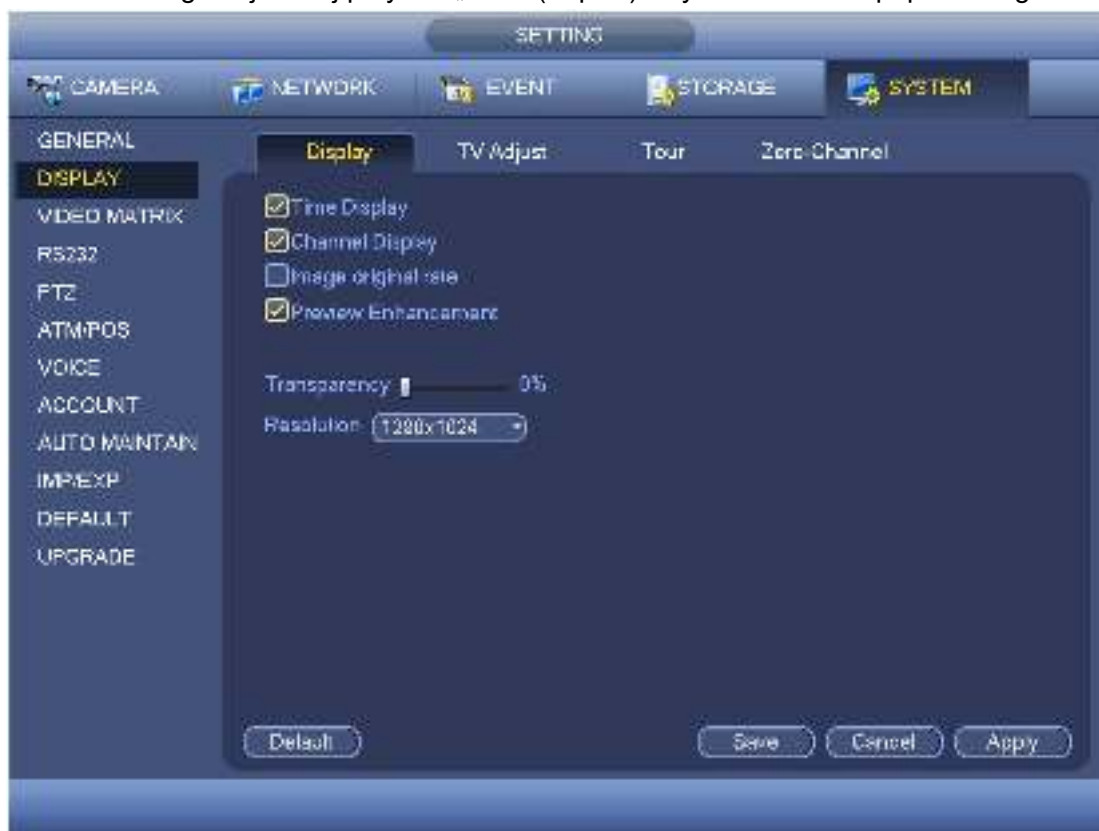 SETTING
CAMERA NETWORK EVENT STORAGE SYSTEM
GENERAL
DISPLAY
VIDEO MATRIX
RS232
PTZ
ATM/POS
VOICE
ACCOUNT
AUTO MAINTAIN
IMP/EXP
DEFAULT
UPGRADE
Display TV Adjust Tour Zero-Channel
Time Display
Channel Display
Image original rate
Preview Enhancement
Transparency 0%
Resolution 1280x1024
Default Save Cancel Apply